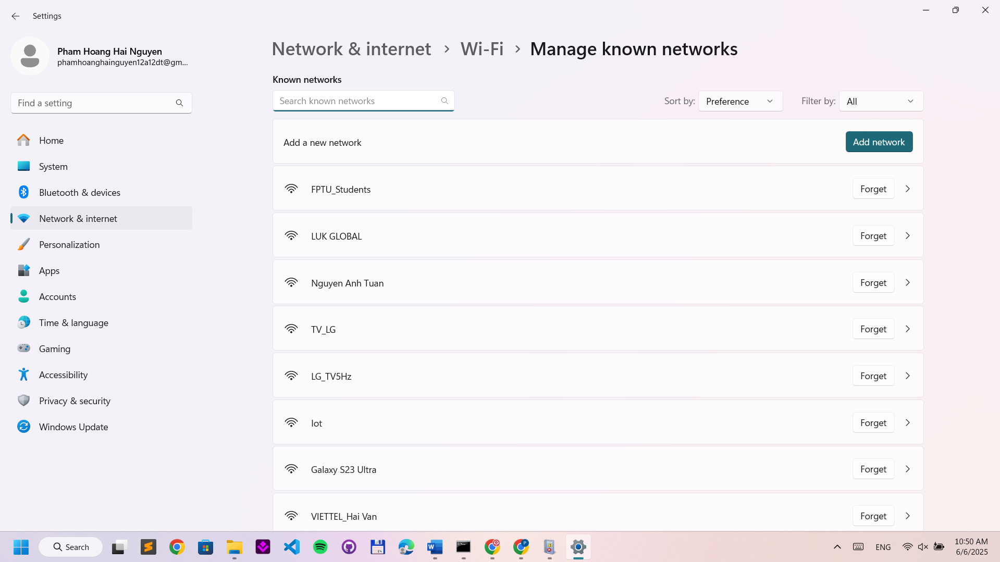 Settings
Pham Hoang Hai Nguyen
phamhoanghainguyen12a12dt@gm...
Find a setting
Home
System
Bluetooth & devices
Network & internet
Personalization
Apps
Accounts
Time & language
Gaming
Accessibility
Privacy & security
Windows Update
Network & internet > Wi-Fi > Manage known networks
Known networks
Search known networks
Sort by: Preference
Filter by: All
Add a new network
Add network
FPTU_Students
Forget
LUK GLOBAL
Forget
Nguyen Anh Tuan
Forget
TV_LG
Forget
LG_TV5Hz
Forget
Iot
Forget
Galaxy S23 Ultra
Forget
VIETTEL_Hai Van
Forget
Search
ENG
10:50 AM
6/6/2025